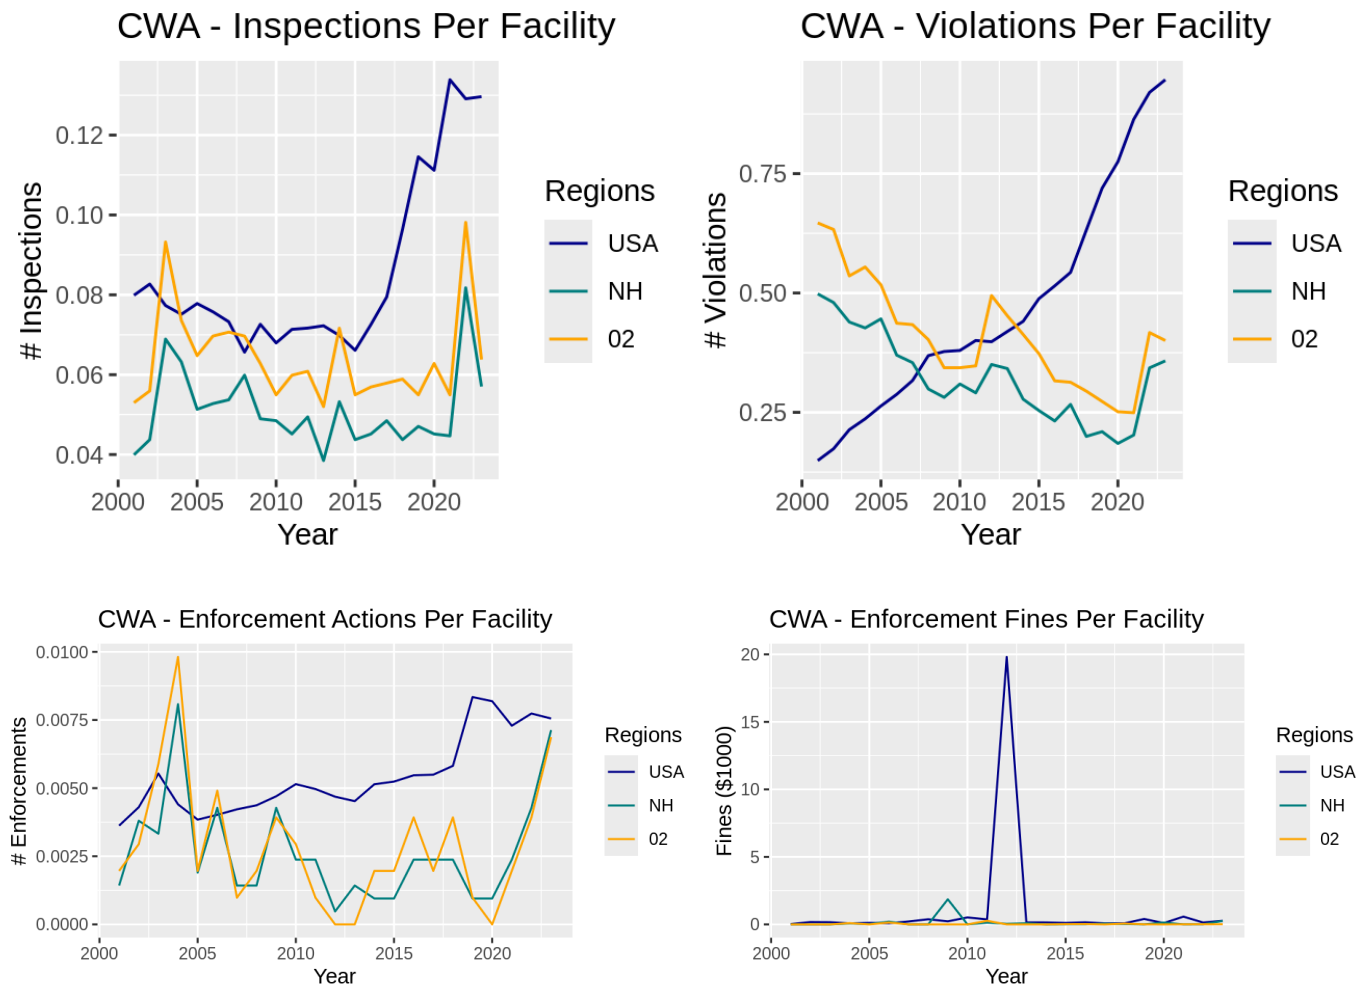 CWA - Inspections Per Facility
# Inspections
0.12
0.10
0.08
0.06
0.04
2000 2005 2010 2015 2020
Year
Regions
USA
NH
02
CWA - Violations Per Facility
# Violations
0.75
0.50
0.25
2000 2005 2010 2015 2020
Year
Regions
USA
NH
02
CWA - Enforcement Actions Per Facility
# Enforcements
0.0100
0.0075
0.0050
0.0025
0.0000
2000 2005 2010 2015 2020
Year
Regions
USA
NH
02
CWA - Enforcement Fines Per Facility
Fines ($1000)
20
15
10
5
0
2000 2005 2010 2015 2020
Year
Regions
USA
NH
02